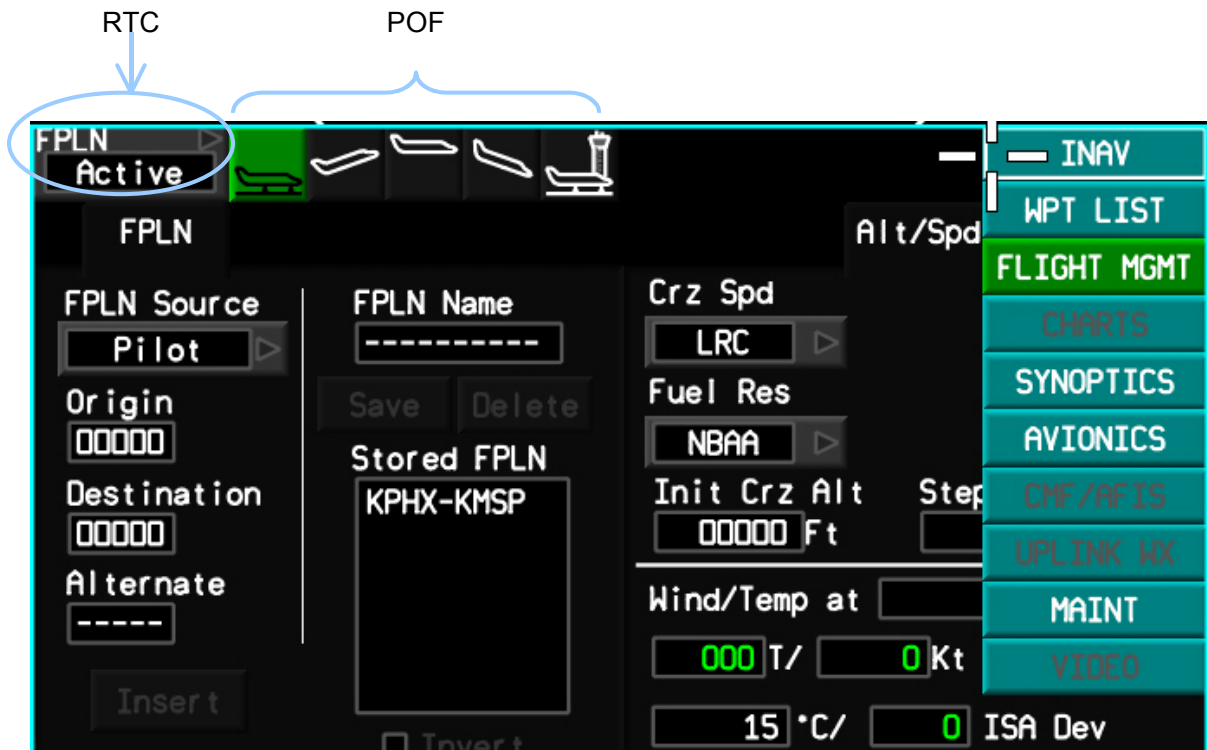 RTC POF
FPLN
Active
FPLN
Alt/Spd
FPLN Source
Pilot
Origin
□□□□□
Destination
□□□□□
Alternate
-----
Insert
FPLN Name
----------
Save Delete
Stored FPLN
KPHX-KMSP
Invert
Crz Spd
LRC
Fuel Res
NBAA
Init Crz Alt Step
□□□□□ Ft
Wind/Temp at
000 T/ 0 Kt
15 °C/ 0 ISA Dev
INAV
WPT LIST
FLIGHT MGMT
CHARTS
SYNOPTICS
AVIONICS
CMF/AFIS
UPLINK WX
MAINT
VIDEO